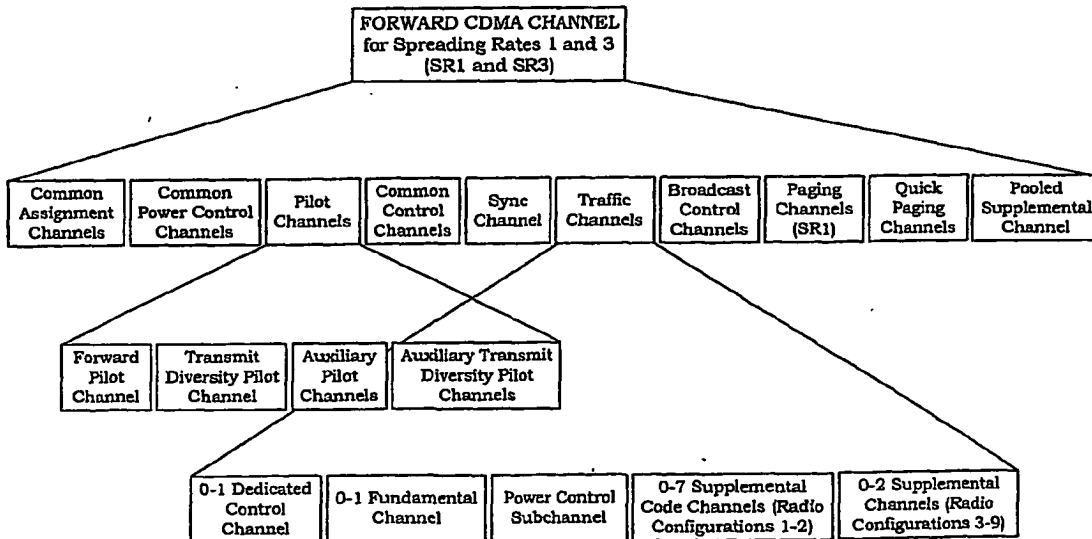 FORWARD CDMA CHANNEL
for Spreading Rates 1 and 3
(SR1 and SR3)
Common
Assignment
Channels
Common
Power Control
Channels
Pilot
Channels
Common
Control
Channels
Sync
Channel
Traffic
Channels
Broadcast
Control
Channels
Paging
Channels
(SR1)
Quick
Paging
Channels
Pooled
Supplemental
Channel
Forward
Pilot
Channel
Transmit
Diversity Pilot
Channel
Auxiliary
Pilot
Channels
Auxiliary Transmit
Diversity Pilot
Channels
0-1 Dedicated
Control
Channel
0-1 Fundamental
Channel
Power Control
Subchannel
0-7 Supplemental
Code Channels (Radio
Configurations 1-2)
0-2 Supplemental
Channels (Radio
Configurations 3-9)